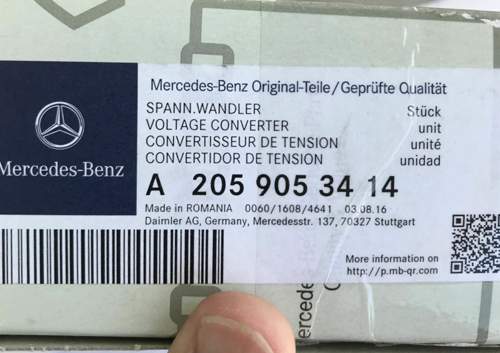 Mercedes-Benz Original-Teile/Geprüfte Qualität
SPANN.WANDLER Stück
VOLTAGE CONVERTER unit
CONVERTISSEUR DE TENSION unité
CONVERTIDOR DE TENSION unidad
Mercedes-Benz
A 205 905 34 14
Made in ROMANIA 0060/1608/4641 03.08.16
Daimler AG, Germany, Mercedesstr. 137, 70327 Stuttgart
More information on
http://p.mb-qr.com